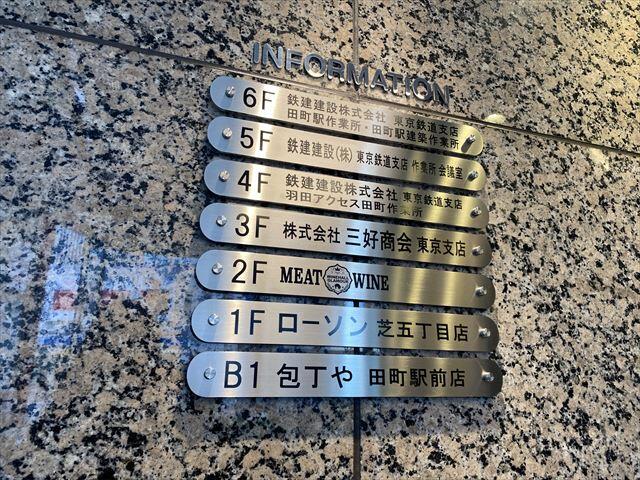 INFORMATION
6F 鉄建建設株式会社 東京鉄道支店
田町駅作業所・田町駅建築作業所
5F 鉄建建設(株) 東京鉄道支店 作業所 会議室
4F 鉄建建設株式会社 東京鉄道支店
羽田アクセス田町作業所
3F 株式会社 三好商会 東京支店
2F MEAT WINEHALL GLAMOUR WINE
1F ローソン 芝五丁目店
B1 包丁や 田町駅前店